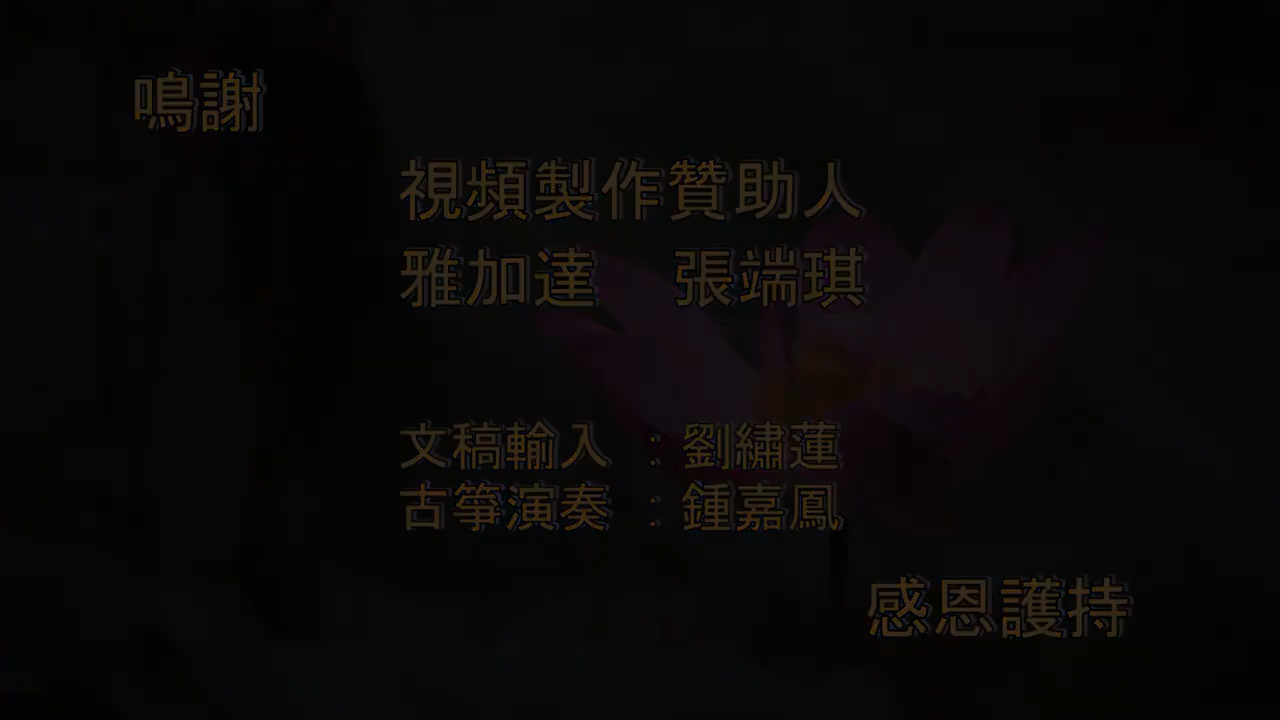 鳴謝
視頻製作贊助人
雅加達 張端琪
文稿輸入 : 劉繡蓮
古箏演奏 : 鍾嘉鳳
感恩護持